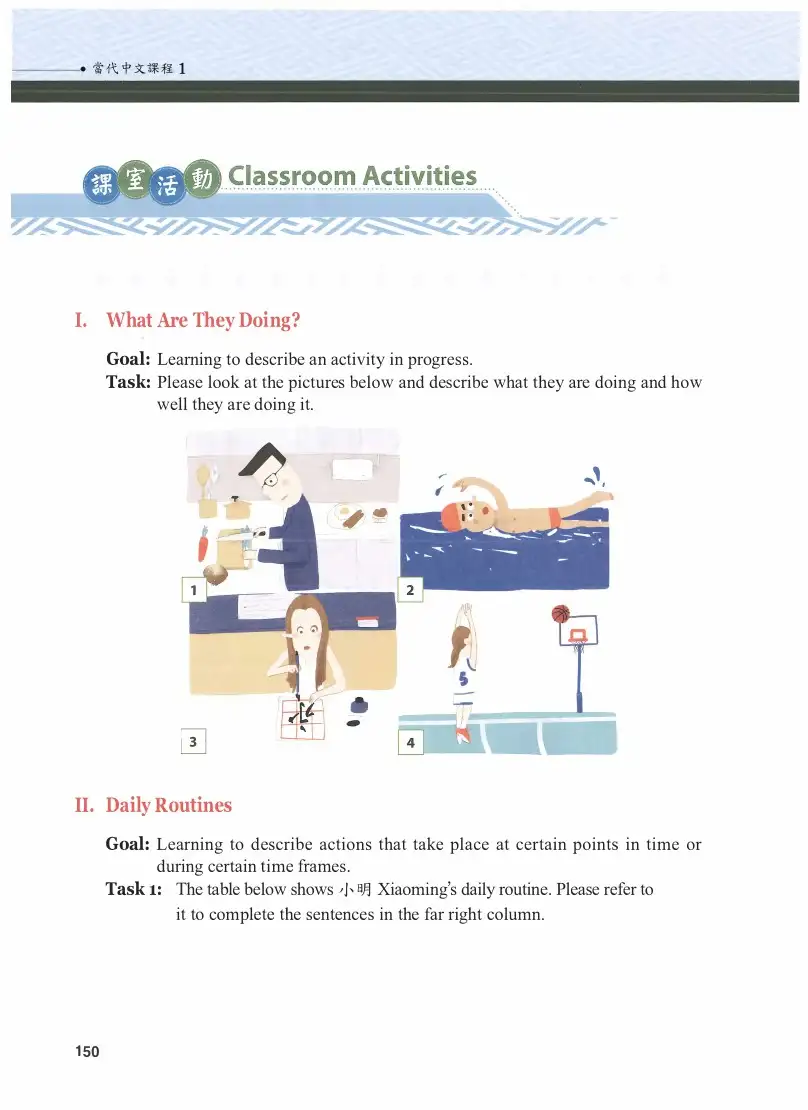 當代中文課程 1
課室活動 Classroom Activities
I. What Are They Doing?
Goal: Learning to describe an activity in progress.
Task: Please look at the pictures below and describe what they are doing and how
well they are doing it.
1
2
5
3
4
II. Daily Routines
Goal: Learning to describe actions that take place at certain points in time or
during certain time frames.
Task 1: The table below shows 小明 Xiaoming's daily routine. Please refer to
it to complete the sentences in the far right column.
150